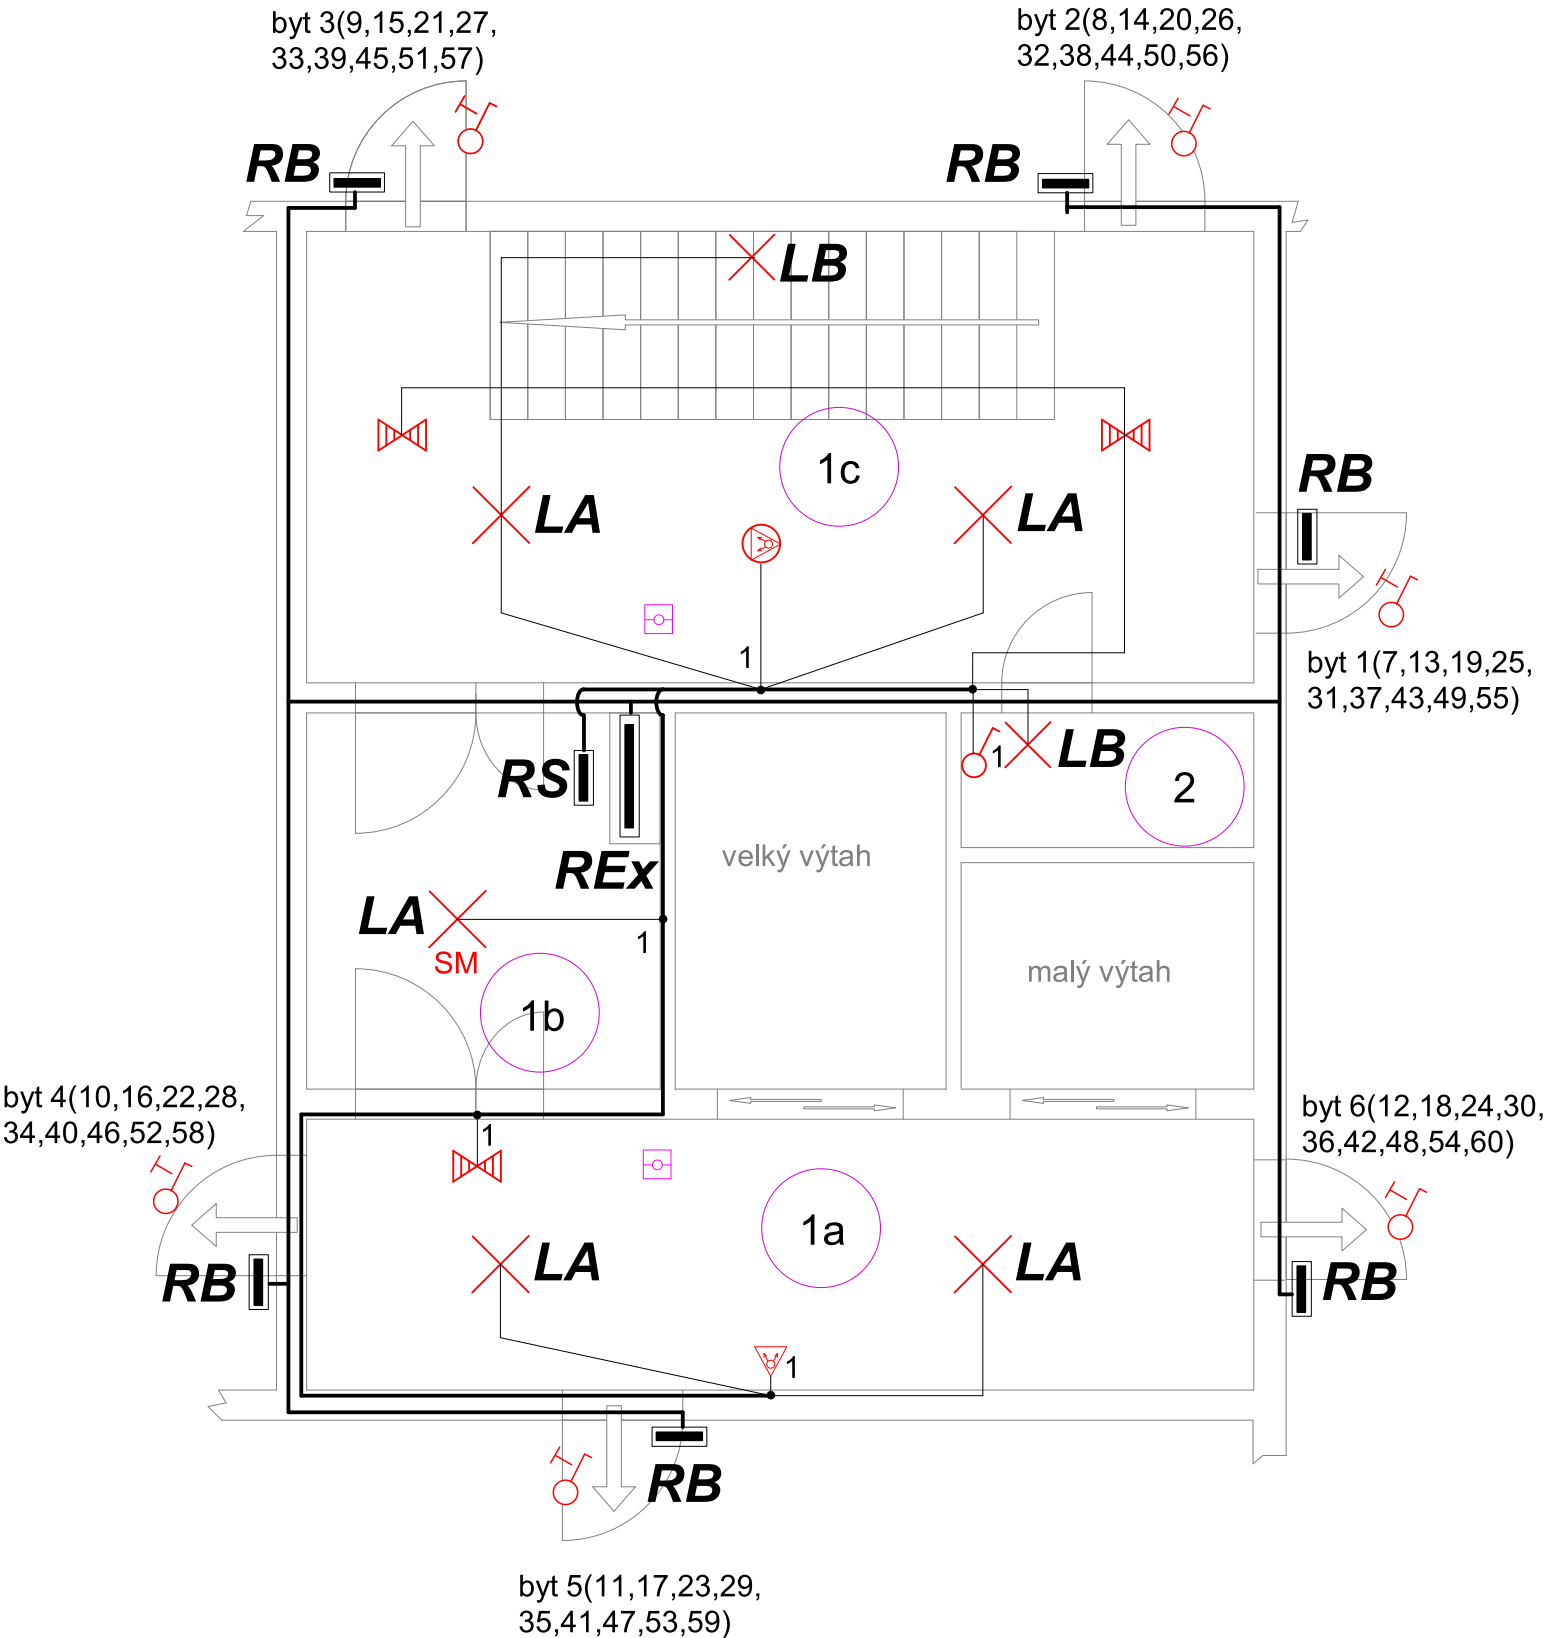 byt 3(9,15,21,27,
33,39,45,51,57)
byt 2(8,14,20,26,
32,38,44,50,56)
RB
RB
LB
1c
RB
LA
LA
1
byt 1(7,13,19,25,
31,37,43,49,55)
RS
1
LB
2
velký výtah
REx
LA
1
SM
malý výtah
1b
byt 4(10,16,22,28,
34,40,46,52,58)
1
byt 6(12,18,24,30,
36,42,48,54,60)
1a
LA
LA
RB
RB
1
RB
byt 5(11,17,23,29,
35,41,47,53,59)